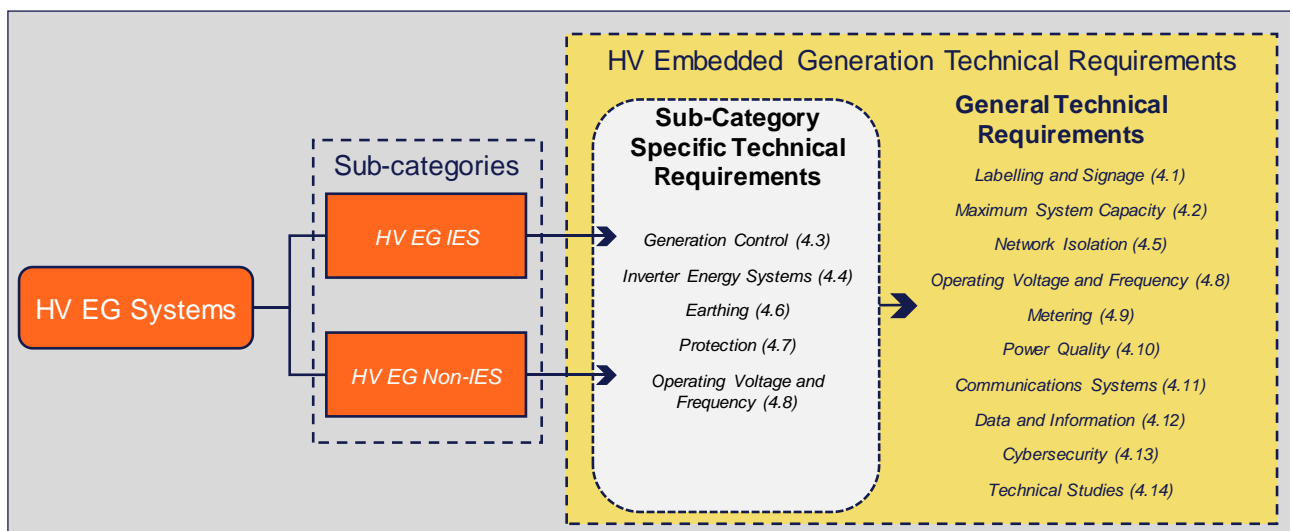 HV Embedded Generation Technical Requirements
Sub-categories
HV EG Systems
HV EG IES
HV EG Non-IES
Sub-Category
Specific Technical
Requirements
Generation Control (4.3)
Inverter Energy Systems (4.4)
Earthing (4.6)
Protection (4.7)
Operating Voltage and
Frequency (4.8)
General Technical
Requirements
Labelling and Signage (4.1)
Maximum System Capacity (4.2)
Network Isolation (4.5)
Operating Voltage and Frequency (4.8)
Metering (4.9)
Power Quality (4.10)
Communications Systems (4.11)
Data and Information (4.12)
Cybersecurity (4.13)
Technical Studies (4.14)